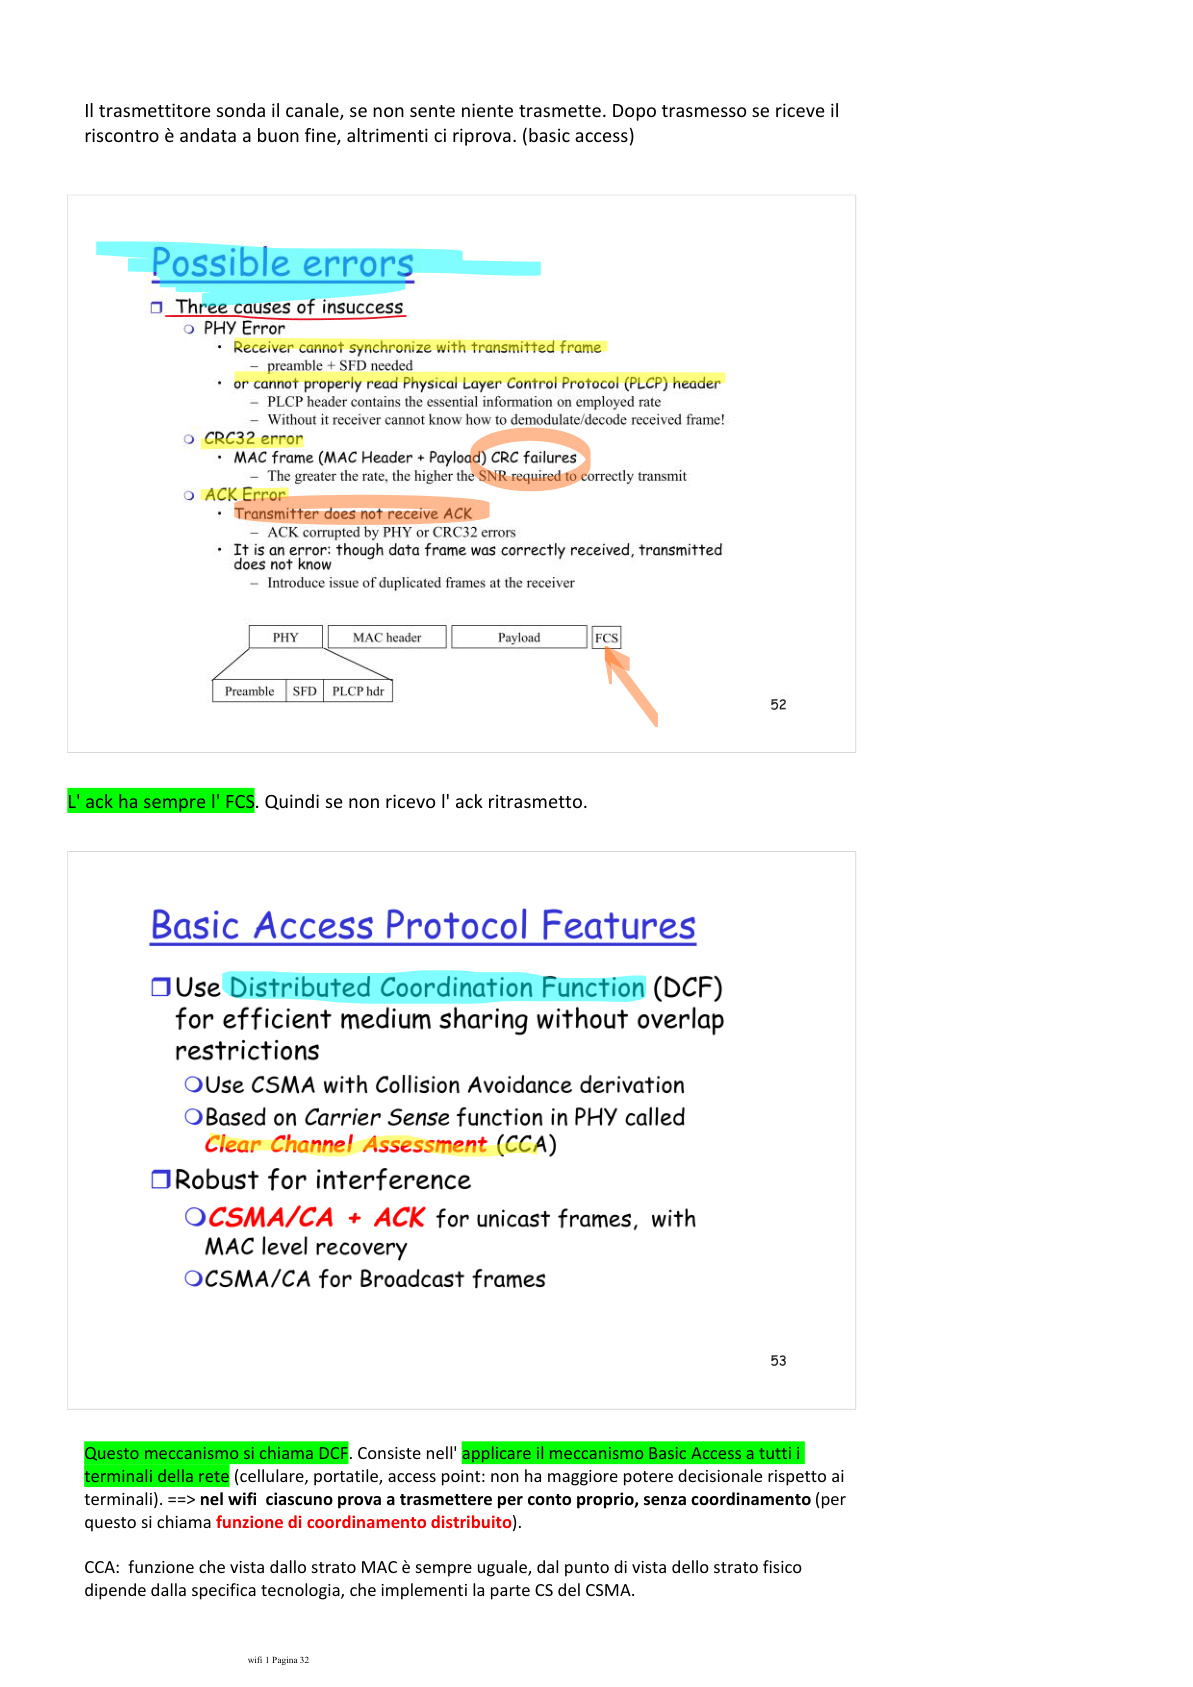 Il trasmettitore sonda il canale, se non sente niente trasmette. Dopo trasmesso se riceve il
riscontro è andata a buon fine, altrimenti ci riprova. (basic access)
Possible errors
❒ Three causes of insuccess
❍ PHY Error
• Receiver cannot synchronize with transmitted frame
– preamble + SFD needed
• or cannot properly read Physical Layer Control Protocol (PLCP) header
– PLCP header contains the essential information on employed rate
– Without it receiver cannot know how to demodulate/decode received frame!
❍ CRC32 error
• MAC frame (MAC Header + Payload) CRC failures
– The greater the rate, the higher the SNR required to correctly transmit
❍ ACK Error
• Transmitter does not receive ACK
– ACK corrupted by PHY or CRC32 errors
• It is an error: though data frame was correctly received, transmitted
does not know
– Introduce issue of duplicated frames at the receiver
PHY MAC header Payload FCS
Preamble SFD PLCP hdr
52
L' ack ha sempre l' FCS. Quindi se non ricevo l' ack ritrasmetto.
Basic Access Protocol Features
❒ Use Distributed Coordination Function (DCF)
for efficient medium sharing without overlap
restrictions
❍ Use CSMA with Collision Avoidance derivation
❍ Based on Carrier Sense function in PHY called
Clear Channel Assessment (CCA)
❒ Robust for interference
❍ CSMA/CA + ACK for unicast frames, with
MAC level recovery
❍ CSMA/CA for Broadcast frames
53
Questo meccanismo si chiama DCF. Consiste nell' applicare il meccanismo Basic Access a tutti i
terminali della rete (cellulare, portatile, access point: non ha maggiore potere decisionale rispetto ai
terminali). ==> nel wifi ciascuno prova a trasmettere per conto proprio, senza coordinamento (per
questo si chiama funzione di coordinamento distribuito).
CCA: funzione che vista dallo strato MAC è sempre uguale, dal punto di vista dello strato fisico
dipende dalla specifica tecnologia, che implementi la parte CS del CSMA.
wifi 1 Pagina 32